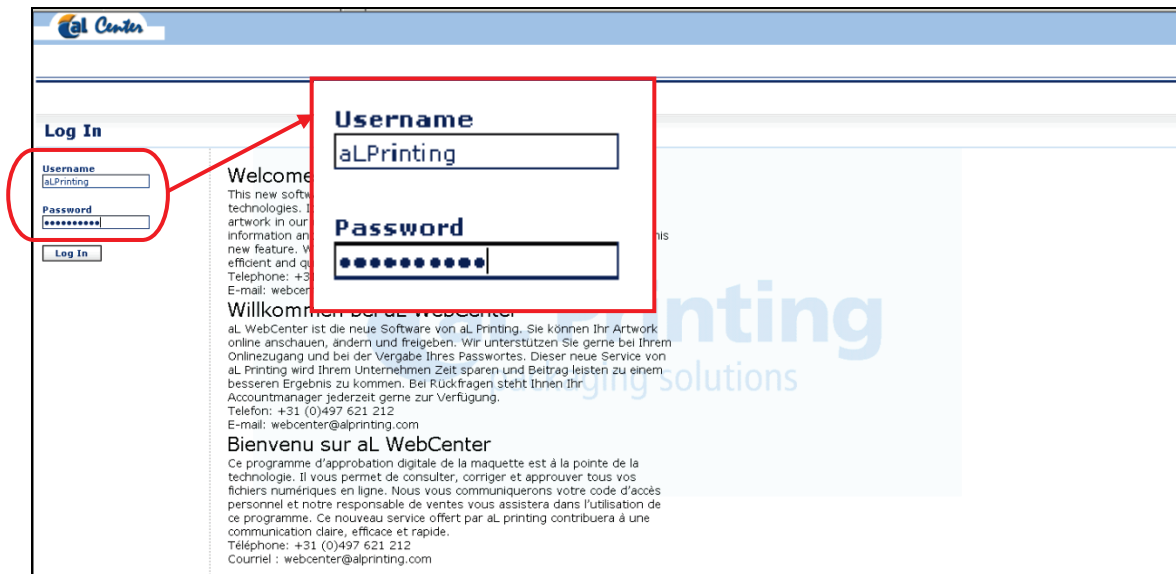 aL Center
Log In
Username
aLPrinting
Password
••••••••••
Log In
Username
aLPrinting
Password
••••••••••
Welcome
This new softw
technologies. I
artwork in our
information an his
new feature. W
efficient and qu
Telephone: +3
E-mail: webcen
Willkommen bei aL WebCenter
aL WebCenter ist die neue Software von aL Printing. Sie können Ihr Artwork
online anschauen, ändern und freigeben. Wir unterstützen Sie gerne bei Ihrem
Onlinezugang und bei der Vergabe Ihres Passwortes. Dieser neue Service von
aL Printing wird Ihrem Unternehmen Zeit sparen und Beitrag leisten zu einem
besseren Ergebnis zu kommen. Bei Rückfragen steht Ihnen Ihr
Accountmanager jederzeit gerne zur Verfügung.
Telefon: +31 (0)497 621 212
E-mail: webcenter@alprinting.com
Bienvenu sur aL WebCenter
Ce programme d'approbation digitale de la maquette est à la pointe de la
technologie. Il vous permet de consulter, corriger et approuver tous vos
fichiers numériques en ligne. Nous vous communiquerons votre code d'accès
personnel et notre responsable de ventes vous assistera dans l'utilisation de
ce programme. Ce nouveau service offert par aL printing contribuera à une
communication claire, efficace et rapide.
Téléphone: +31 (0)497 621 212
Courriel : webcenter@alprinting.com
aL Printing
packaging solutions